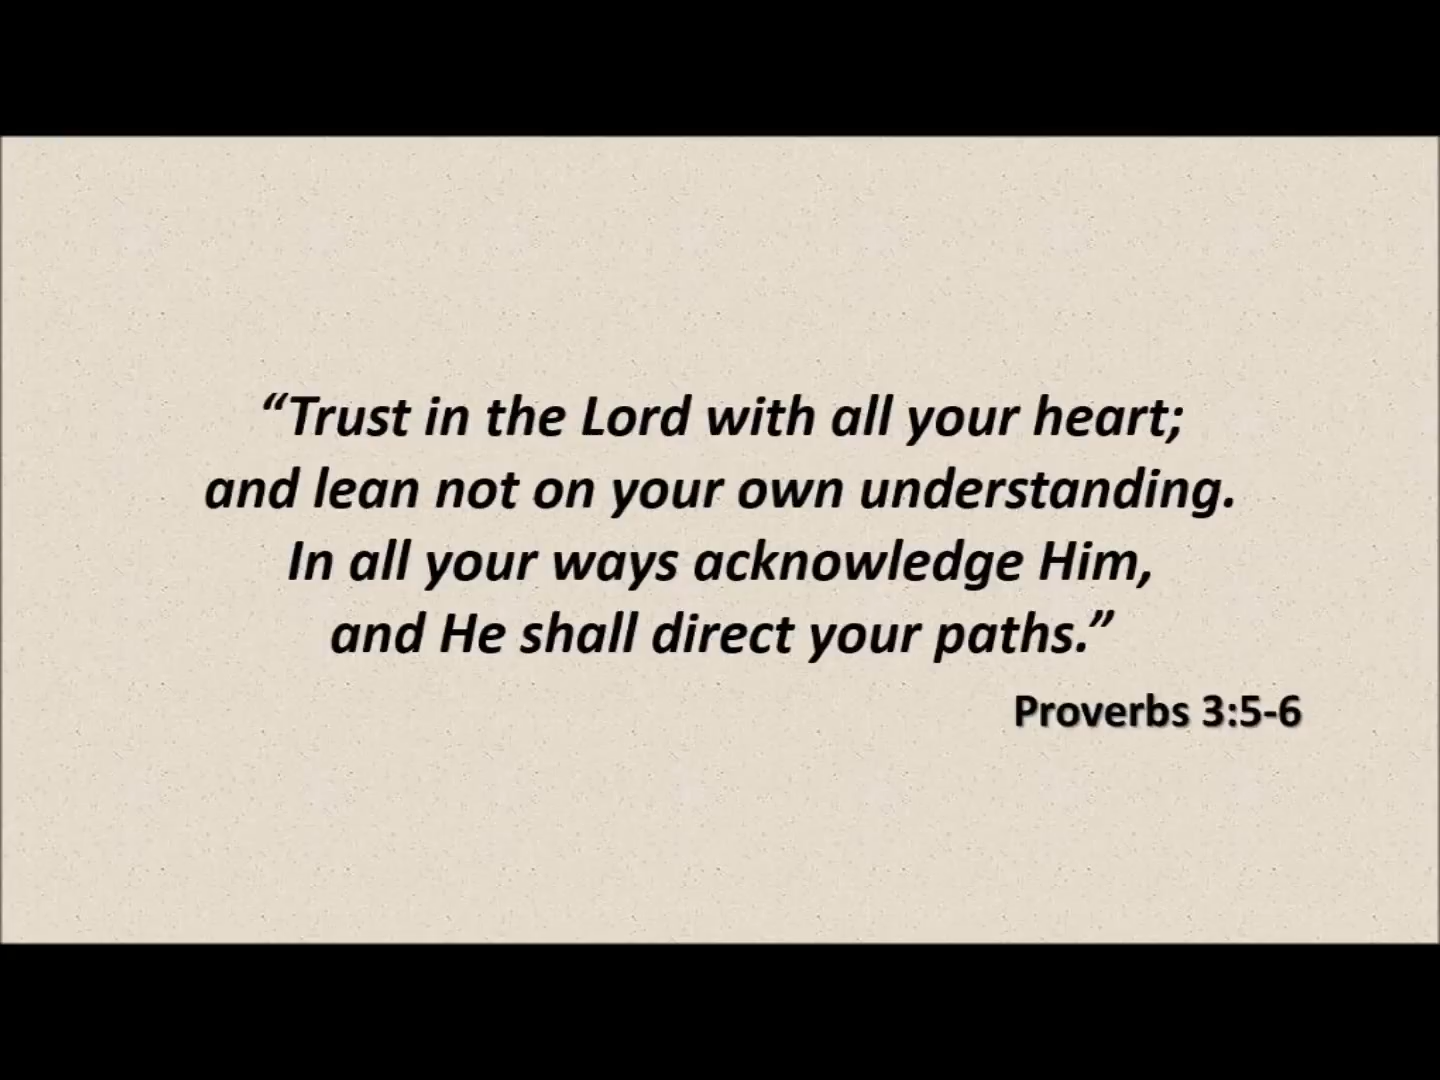 “Trust in the Lord with all your heart;
and lean not on your own understanding.
In all your ways acknowledge Him,
and He shall direct your paths.”
Proverbs 3:5-6